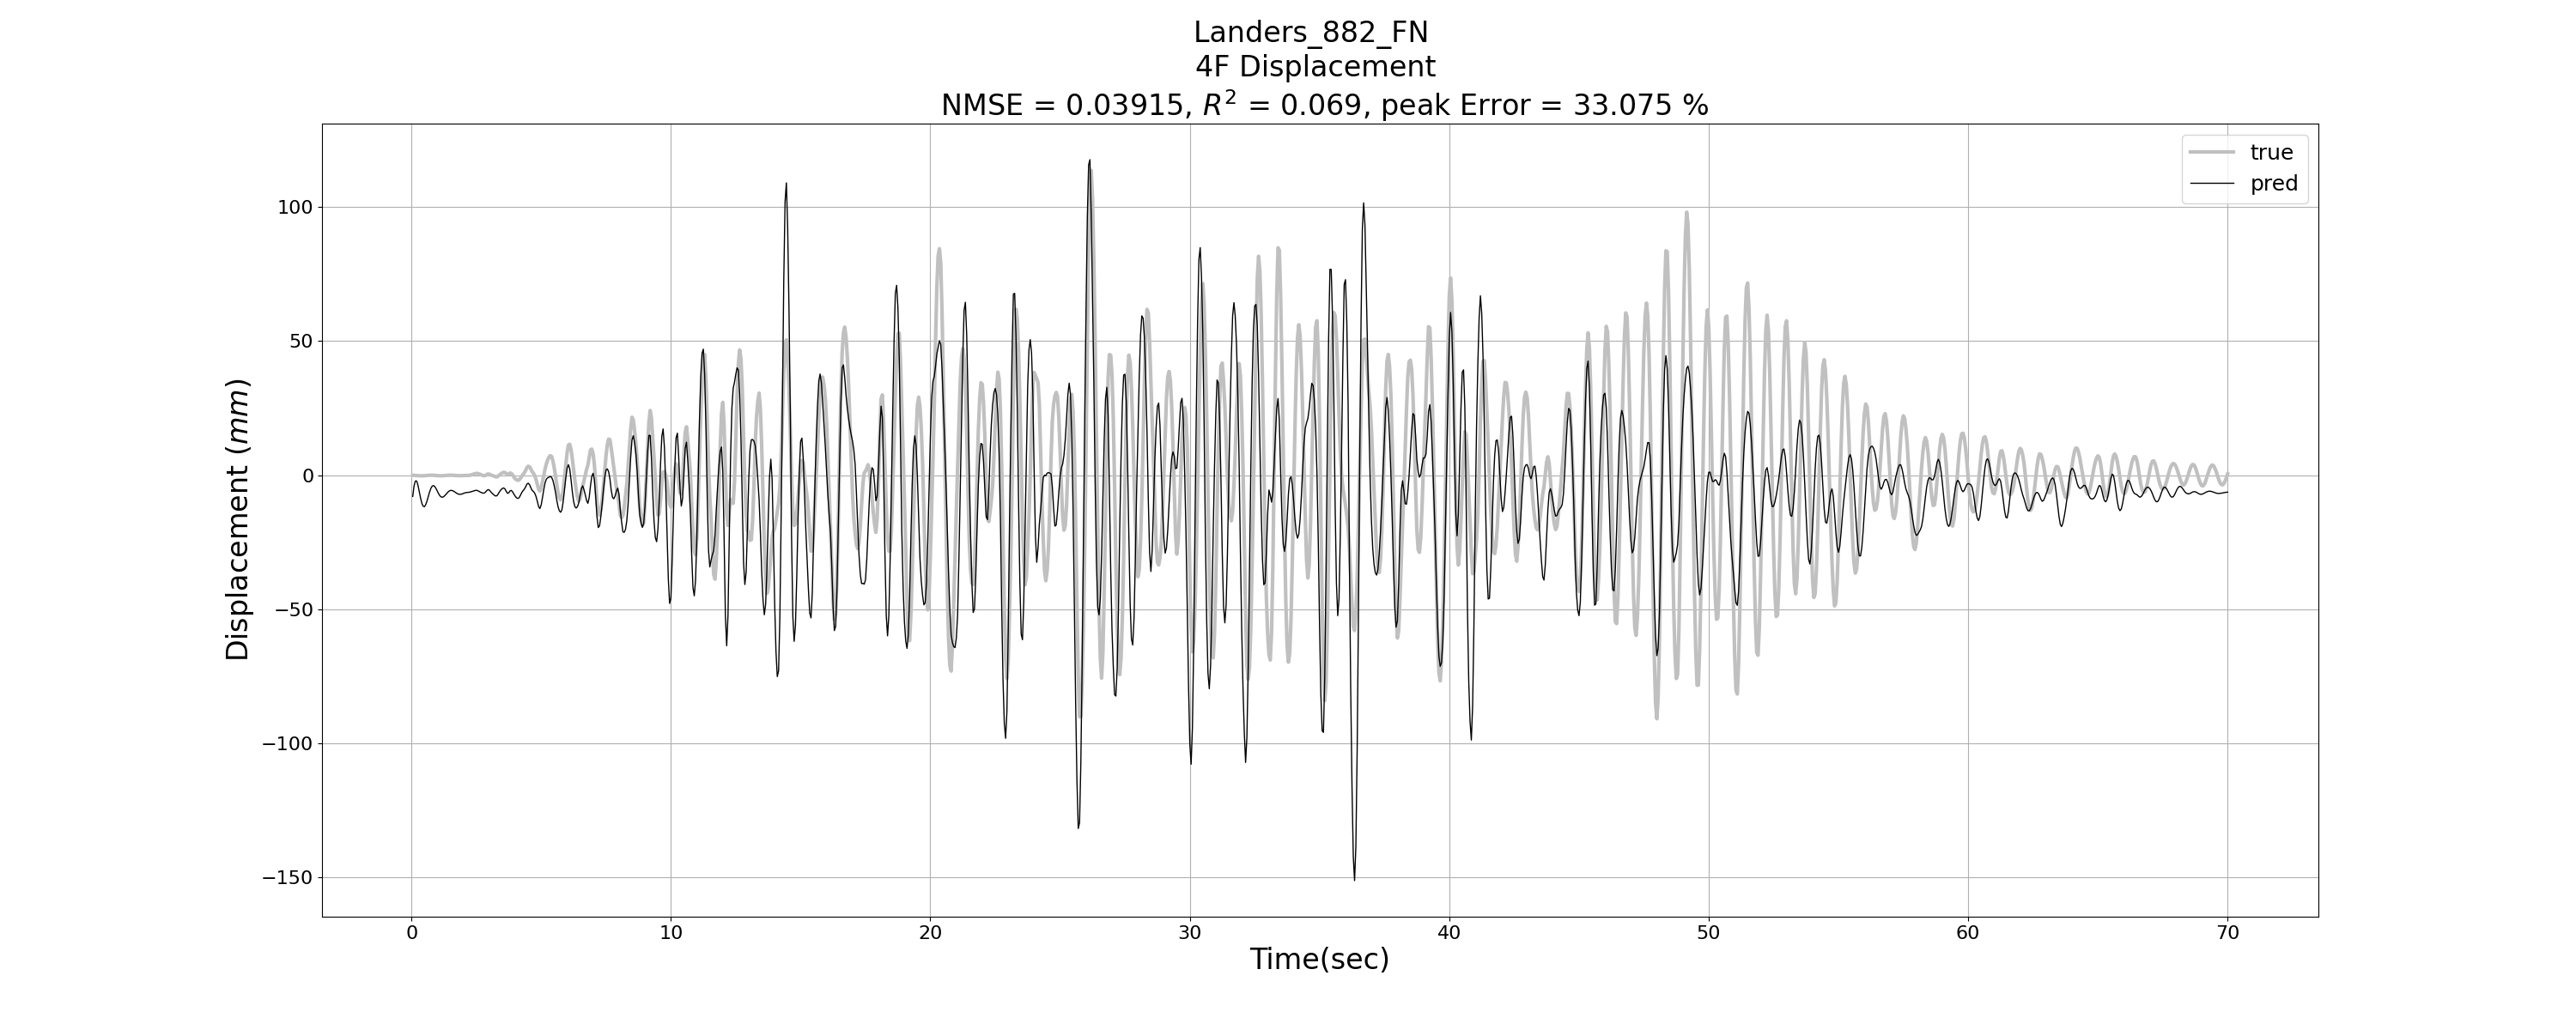 Landers_882_FN
4F Displacement
NMSE = 0.03915, R² = 0.069, peak Error = 33.075 %
true
pred
Displacement (mm)
100
50
0
−50
−100
−150
0 10 20 30 40 50 60 70
Time(sec)